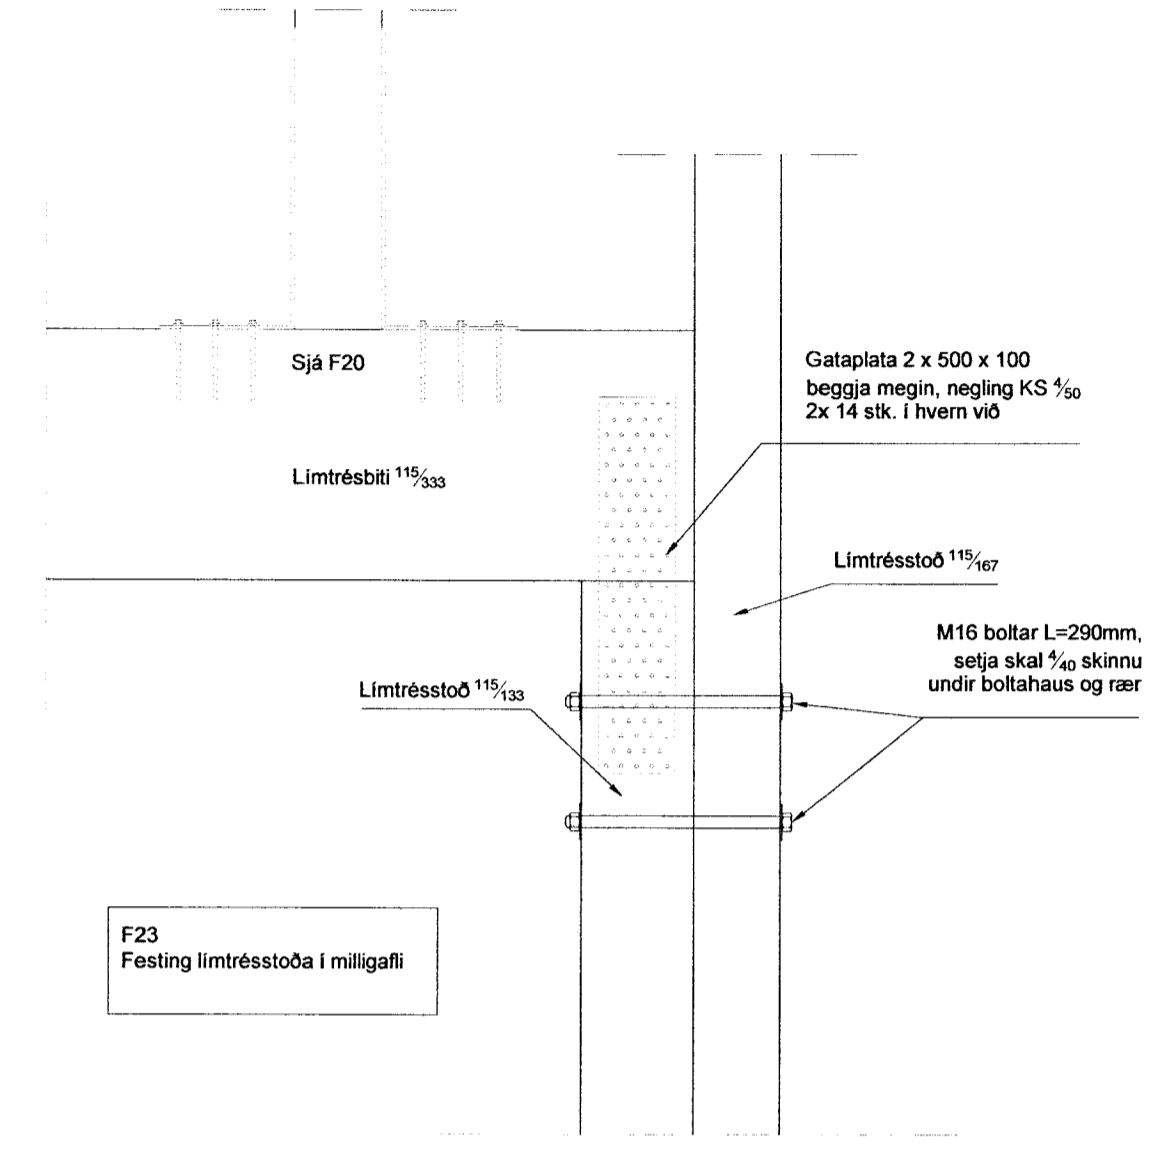 Sjá F20
Gataplata 2 x 500 x 100
beggja megin, negling KS 4/50
2x 14 stk. í hvern við
Límtrésbiti 115/333
Límtrésstoð 115/167
M16 boltar L=290mm,
setja skal 4/40 skinnu
undir boltahaus og rær
Límtrésstoð 115/133
F23
Festing límtrésstoða í milligafli